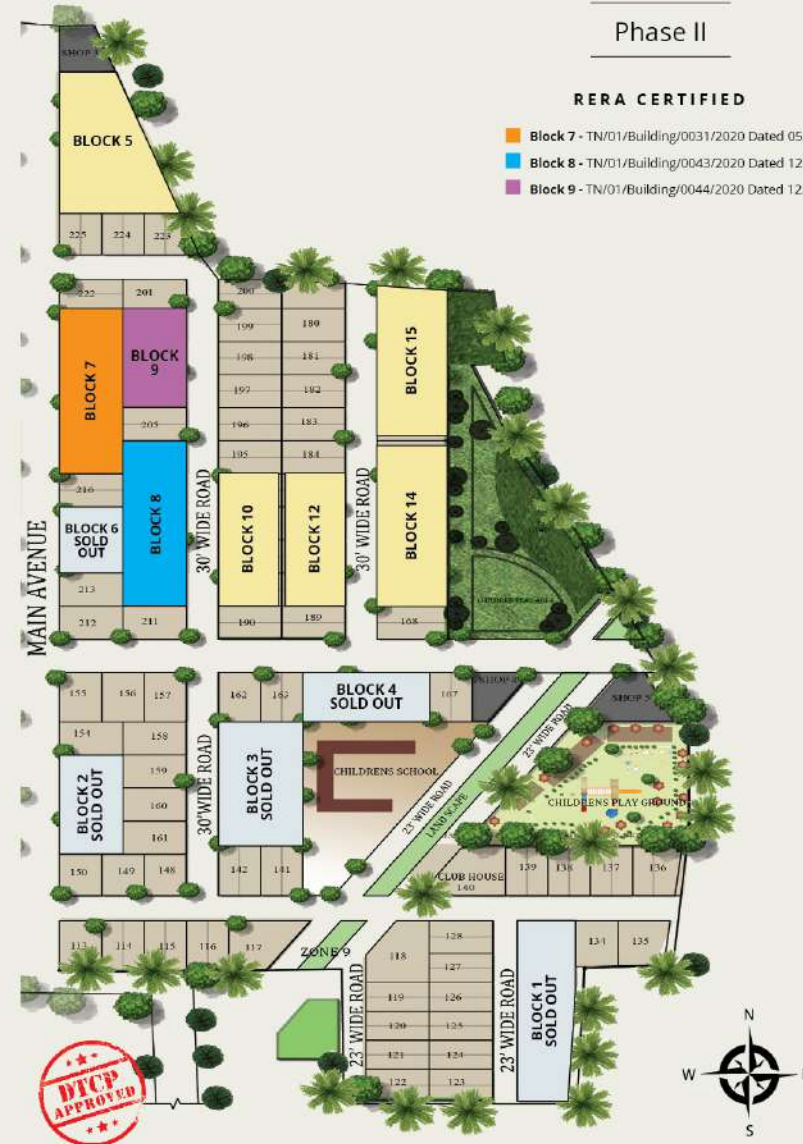 Phase II
RERA CERTIFIED
Block 7 - TN/01/Building/0031/2020 Dated 05
Block 8 - TN/01/Building/0043/2020 Dated 12
Block 9 - TN/01/Building/0044/2020 Dated 12
BLOCK 5
225
224
223
222
201
200
199
180
198
181
197
182
196
183
195
184
BLOCK 15
BLOCK 7
BLOCK
9
205
216
BLOCK 8
BLOCK 6
SOLD
OUT
213
212
211
MAIN AVENUE
30' WIDE ROAD
BLOCK 10
BLOCK 12
30' WIDE ROAD
BLOCK 14
190
189
168
155
156
157
154
158
159
160
161
BLOCK 2
SOLD OUT
150
149
148
30'WIDE ROAD
162
163
BLOCK 4
SOLD OUT
167
SHOP 5
BLOCK 3
SOLD OUT
CHILDRENS SCHOOL
23' WIDE ROAD
LAND SCAPE
23' WIDE ROAD
CHILDRENS PLAY GROUND
142
141
CLUB HOUSE
140
139
138
137
136
113
114
115
116
117
ZONE 9
118
128
127
119
126
120
125
121
124
122
123
23' WIDE ROAD
23' WIDE ROAD
BLOCK 1
SOLD OUT
134
135
DTCP
APPROVED
N
W
S